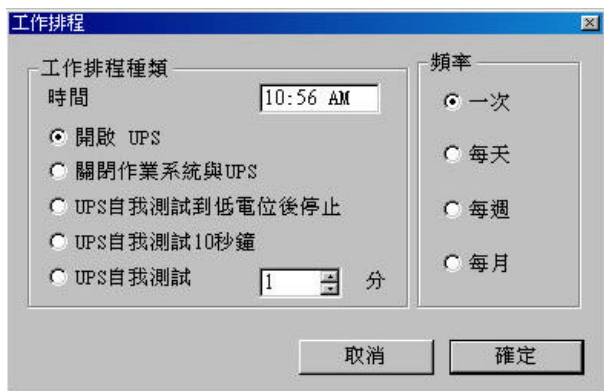 工作排程
工作排程種類
時間 10:56 AM
開啟 UPS
關閉作業系統與UPS
UPS自我測試到低電位後停止
UPS自我測試10秒鐘
UPS自我測試 1 分
頻率
一次
每天
每週
每月
取消 確定